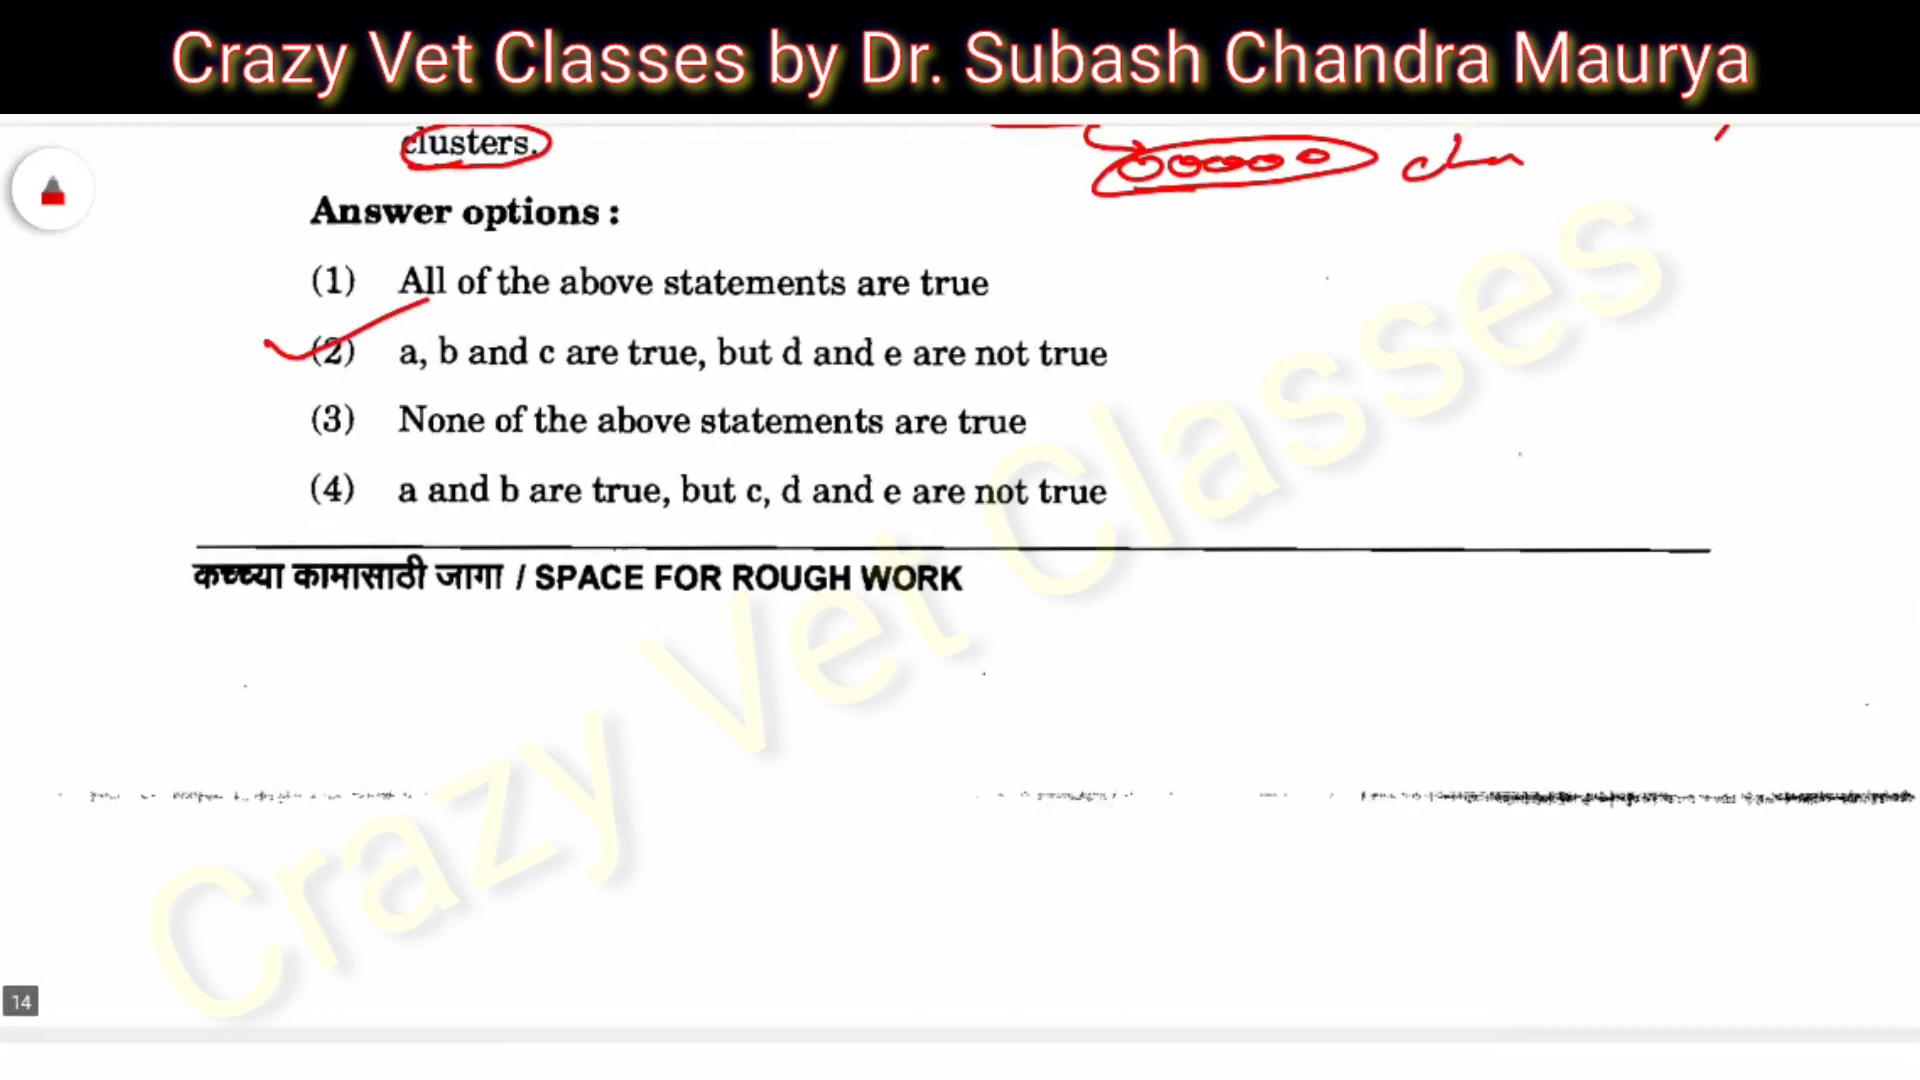 Crazy Vet Classes by Dr. Subash Chandra Maurya
clusters.
Answer options :
(1) All of the above statements are true
(2) a, b and c are true, but d and e are not true
(3) None of the above statements are true
(4) a and b are true, but c, d and e are not true
कच्च्या कामासाठी जागा / SPACE FOR ROUGH WORK
Crazy Vet Classes
14